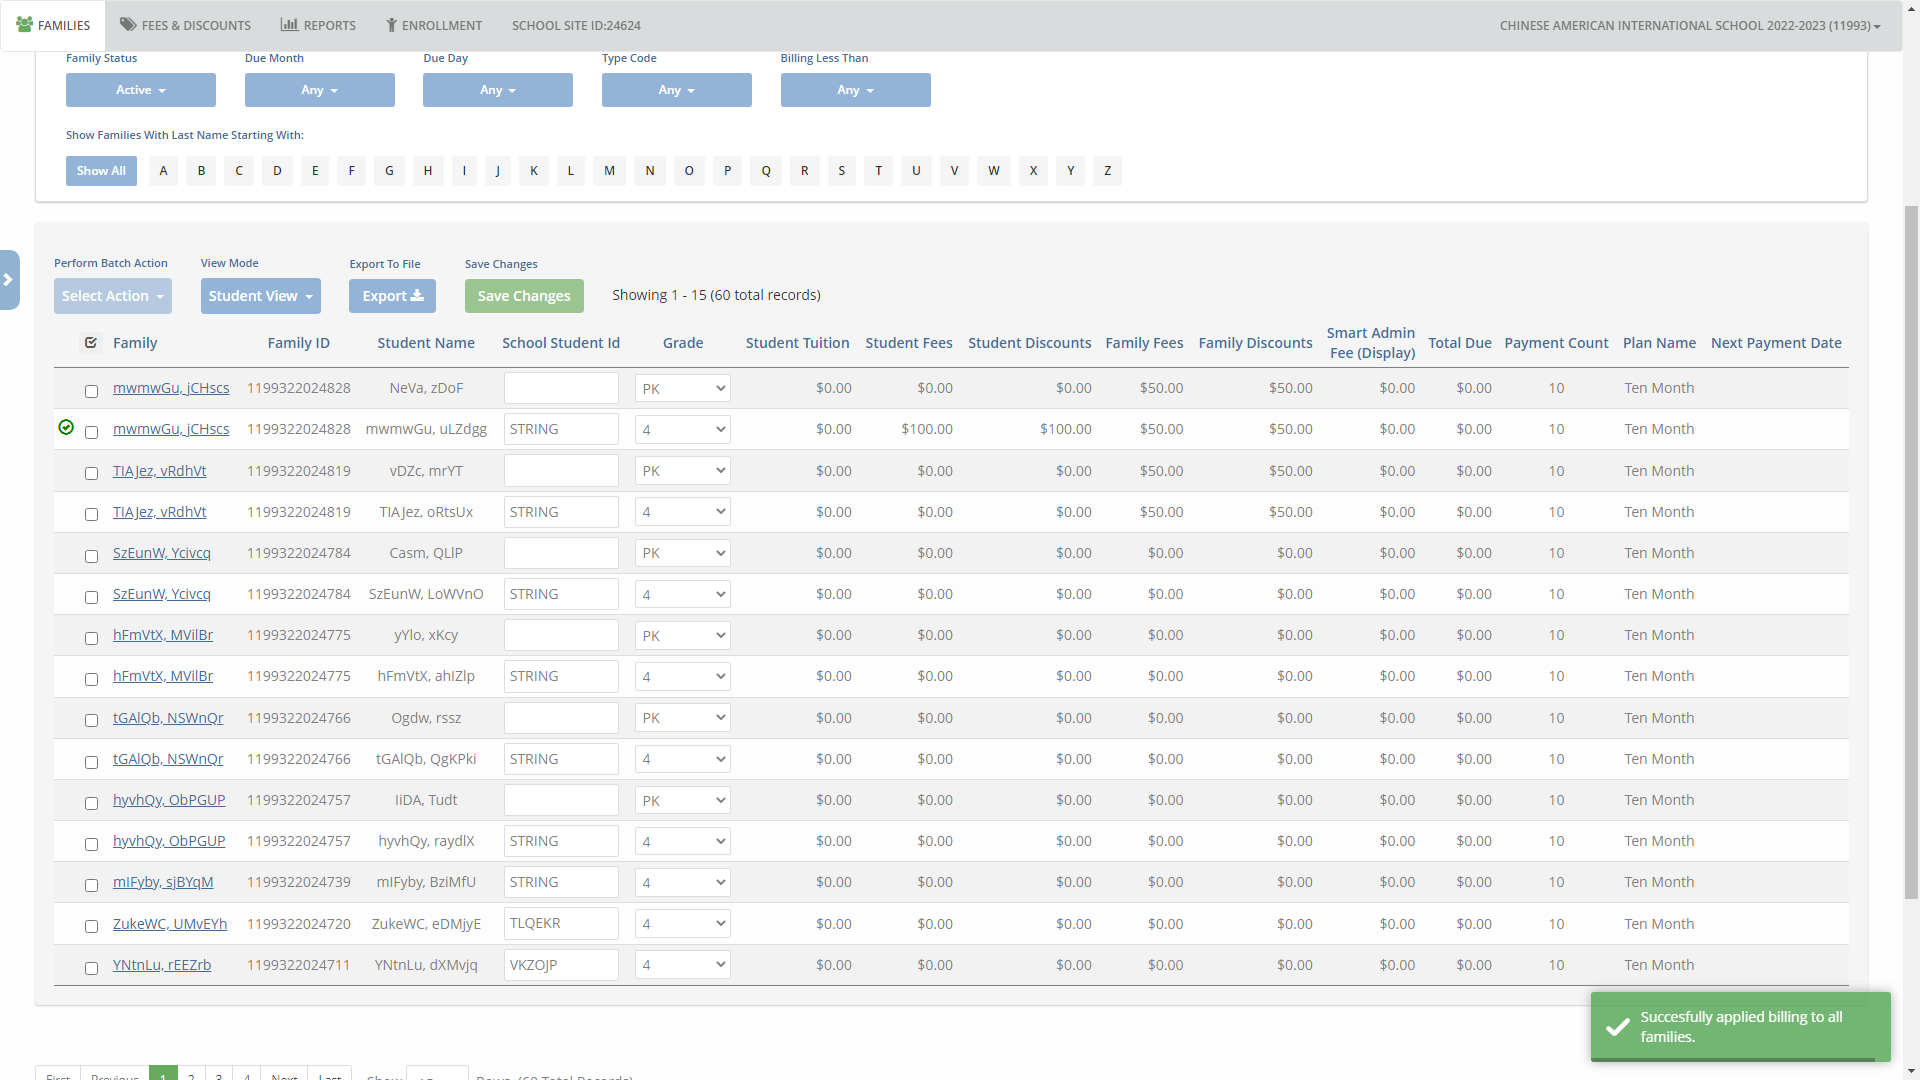 FAMILIES FEES & DISCOUNTS REPORTS ENROLLMENT SCHOOL SITE ID:24624 CHINESE AMERICAN INTERNATIONAL SCHOOL 2022-2023 (11993)
Family Status Due Month Due Day Type Code Billing Less Than
Active Any Any Any Any
Show Families With Last Name Starting With:
Show All A B C D E F G H I J K L M N O P Q R S T U V W X Y Z
Perform Batch Action View Mode Export To File Save Changes
Select Action Student View Export Save Changes Showing 1 - 15 (60 total records)
Family Family ID Student Name School Student Id Grade Student Tuition Student Fees Student Discounts Family Fees Family Discounts Smart Admin Fee (Display) Total Due Payment Count Plan Name Next Payment Date
mwmwGu, jCHscs 1199322024828 NeVa, zDoF PK $0.00 $0.00 $0.00 $50.00 $50.00 $0.00 $0.00 10 Ten Month
mwmwGu, jCHscs 1199322024828 mwmwGu, uLZdgg STRING 4 $0.00 $100.00 $100.00 $50.00 $50.00 $0.00 $0.00 10 Ten Month
TIAJez, vRdhVt 1199322024819 vDZc, mrYT PK $0.00 $0.00 $0.00 $50.00 $50.00 $0.00 $0.00 10 Ten Month
TIAJez, vRdhVt 1199322024819 TIAJez, oRtsUx STRING 4 $0.00 $0.00 $0.00 $50.00 $50.00 $0.00 $0.00 10 Ten Month
SzEunW, Ycivcq 1199322024784 Casm, QLlP PK $0.00 $0.00 $0.00 $0.00 $0.00 $0.00 $0.00 10 Ten Month
SzEunW, Ycivcq 1199322024784 SzEunW, LoWVnO STRING 4 $0.00 $0.00 $0.00 $0.00 $0.00 $0.00 $0.00 10 Ten Month
hFmVtX, MVilBr 1199322024775 yYlo, xKcy PK $0.00 $0.00 $0.00 $0.00 $0.00 $0.00 $0.00 10 Ten Month
hFmVtX, MVilBr 1199322024775 hFmVtX, ahIZlp STRING 4 $0.00 $0.00 $0.00 $0.00 $0.00 $0.00 $0.00 10 Ten Month
tGAlQb, NSWnQr 1199322024766 Ogdw, rssz PK $0.00 $0.00 $0.00 $0.00 $0.00 $0.00 $0.00 10 Ten Month
tGAlQb, NSWnQr 1199322024766 tGAlQb, QgKPki STRING 4 $0.00 $0.00 $0.00 $0.00 $0.00 $0.00 $0.00 10 Ten Month
hyvhQy, ObPGUP 1199322024757 IiDA, Tudt PK $0.00 $0.00 $0.00 $0.00 $0.00 $0.00 $0.00 10 Ten Month
hyvhQy, ObPGUP 1199322024757 hyvhQy, raydlX STRING 4 $0.00 $0.00 $0.00 $0.00 $0.00 $0.00 $0.00 10 Ten Month
mIFyby, sjBYqM 1199322024739 mIFyby, BziMfU STRING 4 $0.00 $0.00 $0.00 $0.00 $0.00 $0.00 $0.00 10 Ten Month
ZukeWC, UMvEYh 1199322024720 ZukeWC, eDMjyE TLQEKR 4 $0.00 $0.00 $0.00 $0.00 $0.00 $0.00 $0.00 10 Ten Month
YNtnLu, rEEZrb 1199322024711 YNtnLu, dXMvjq VKZOJP 4 $0.00 $0.00 $0.00 $0.00 $0.00 $0.00 $0.00 10 Ten Month
Succesfully applied billing to all
families.
First Previous 1 2 3 4 Next Last Show Rows (60 Total Records)